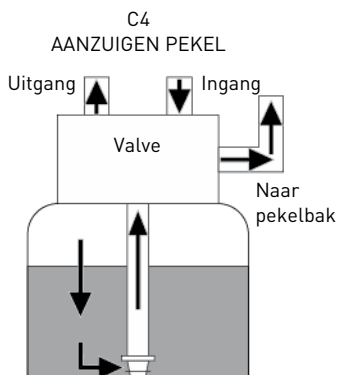 C4
AANZUIGEN PEKEL
Uitgang
Ingang
Valve
Naar
pekelbak